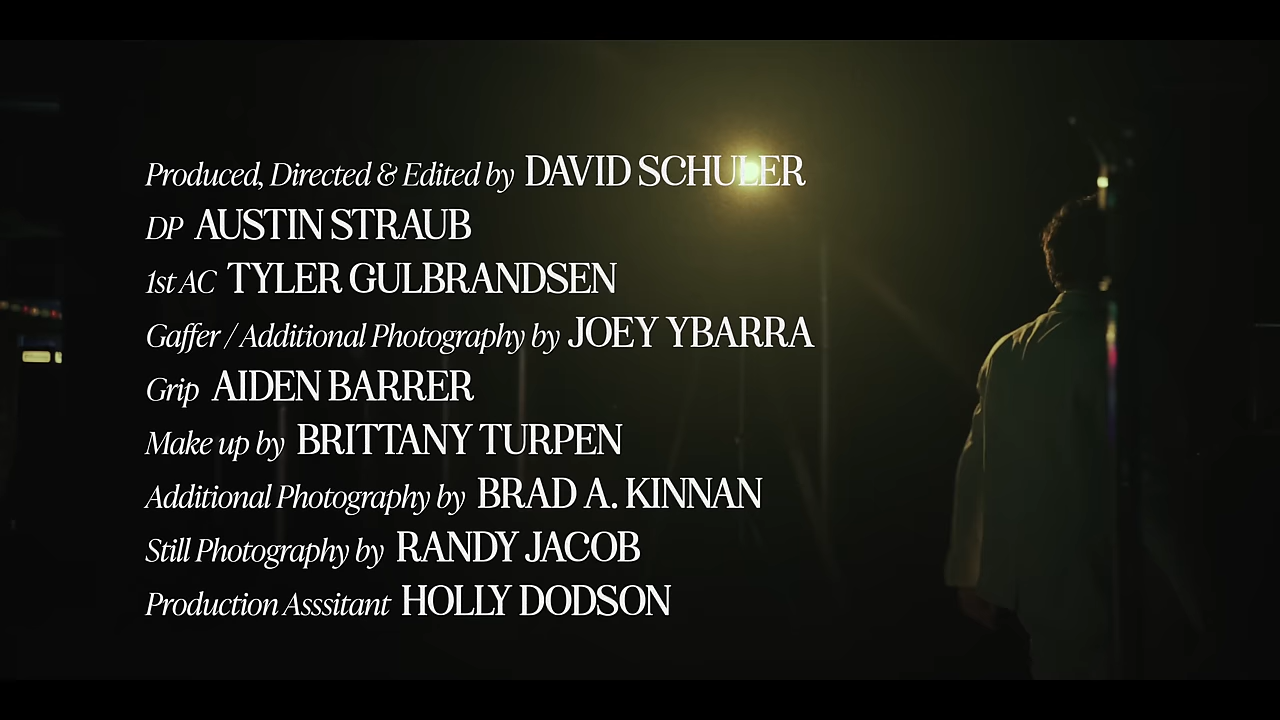 Produced, Directed & Edited by DAVID SCHULER
DP AUSTIN STRAUB
1st AC TYLER GULBRANDSEN
Gaffer / Additional Photography by JOEY YBARRA
Grip AIDEN BARRER
Make up by BRITTANY TURPEN
Additional Photography by BRAD A. KINNAN
Still Photography by RANDY JACOB
Production Asssitant HOLLY DODSON